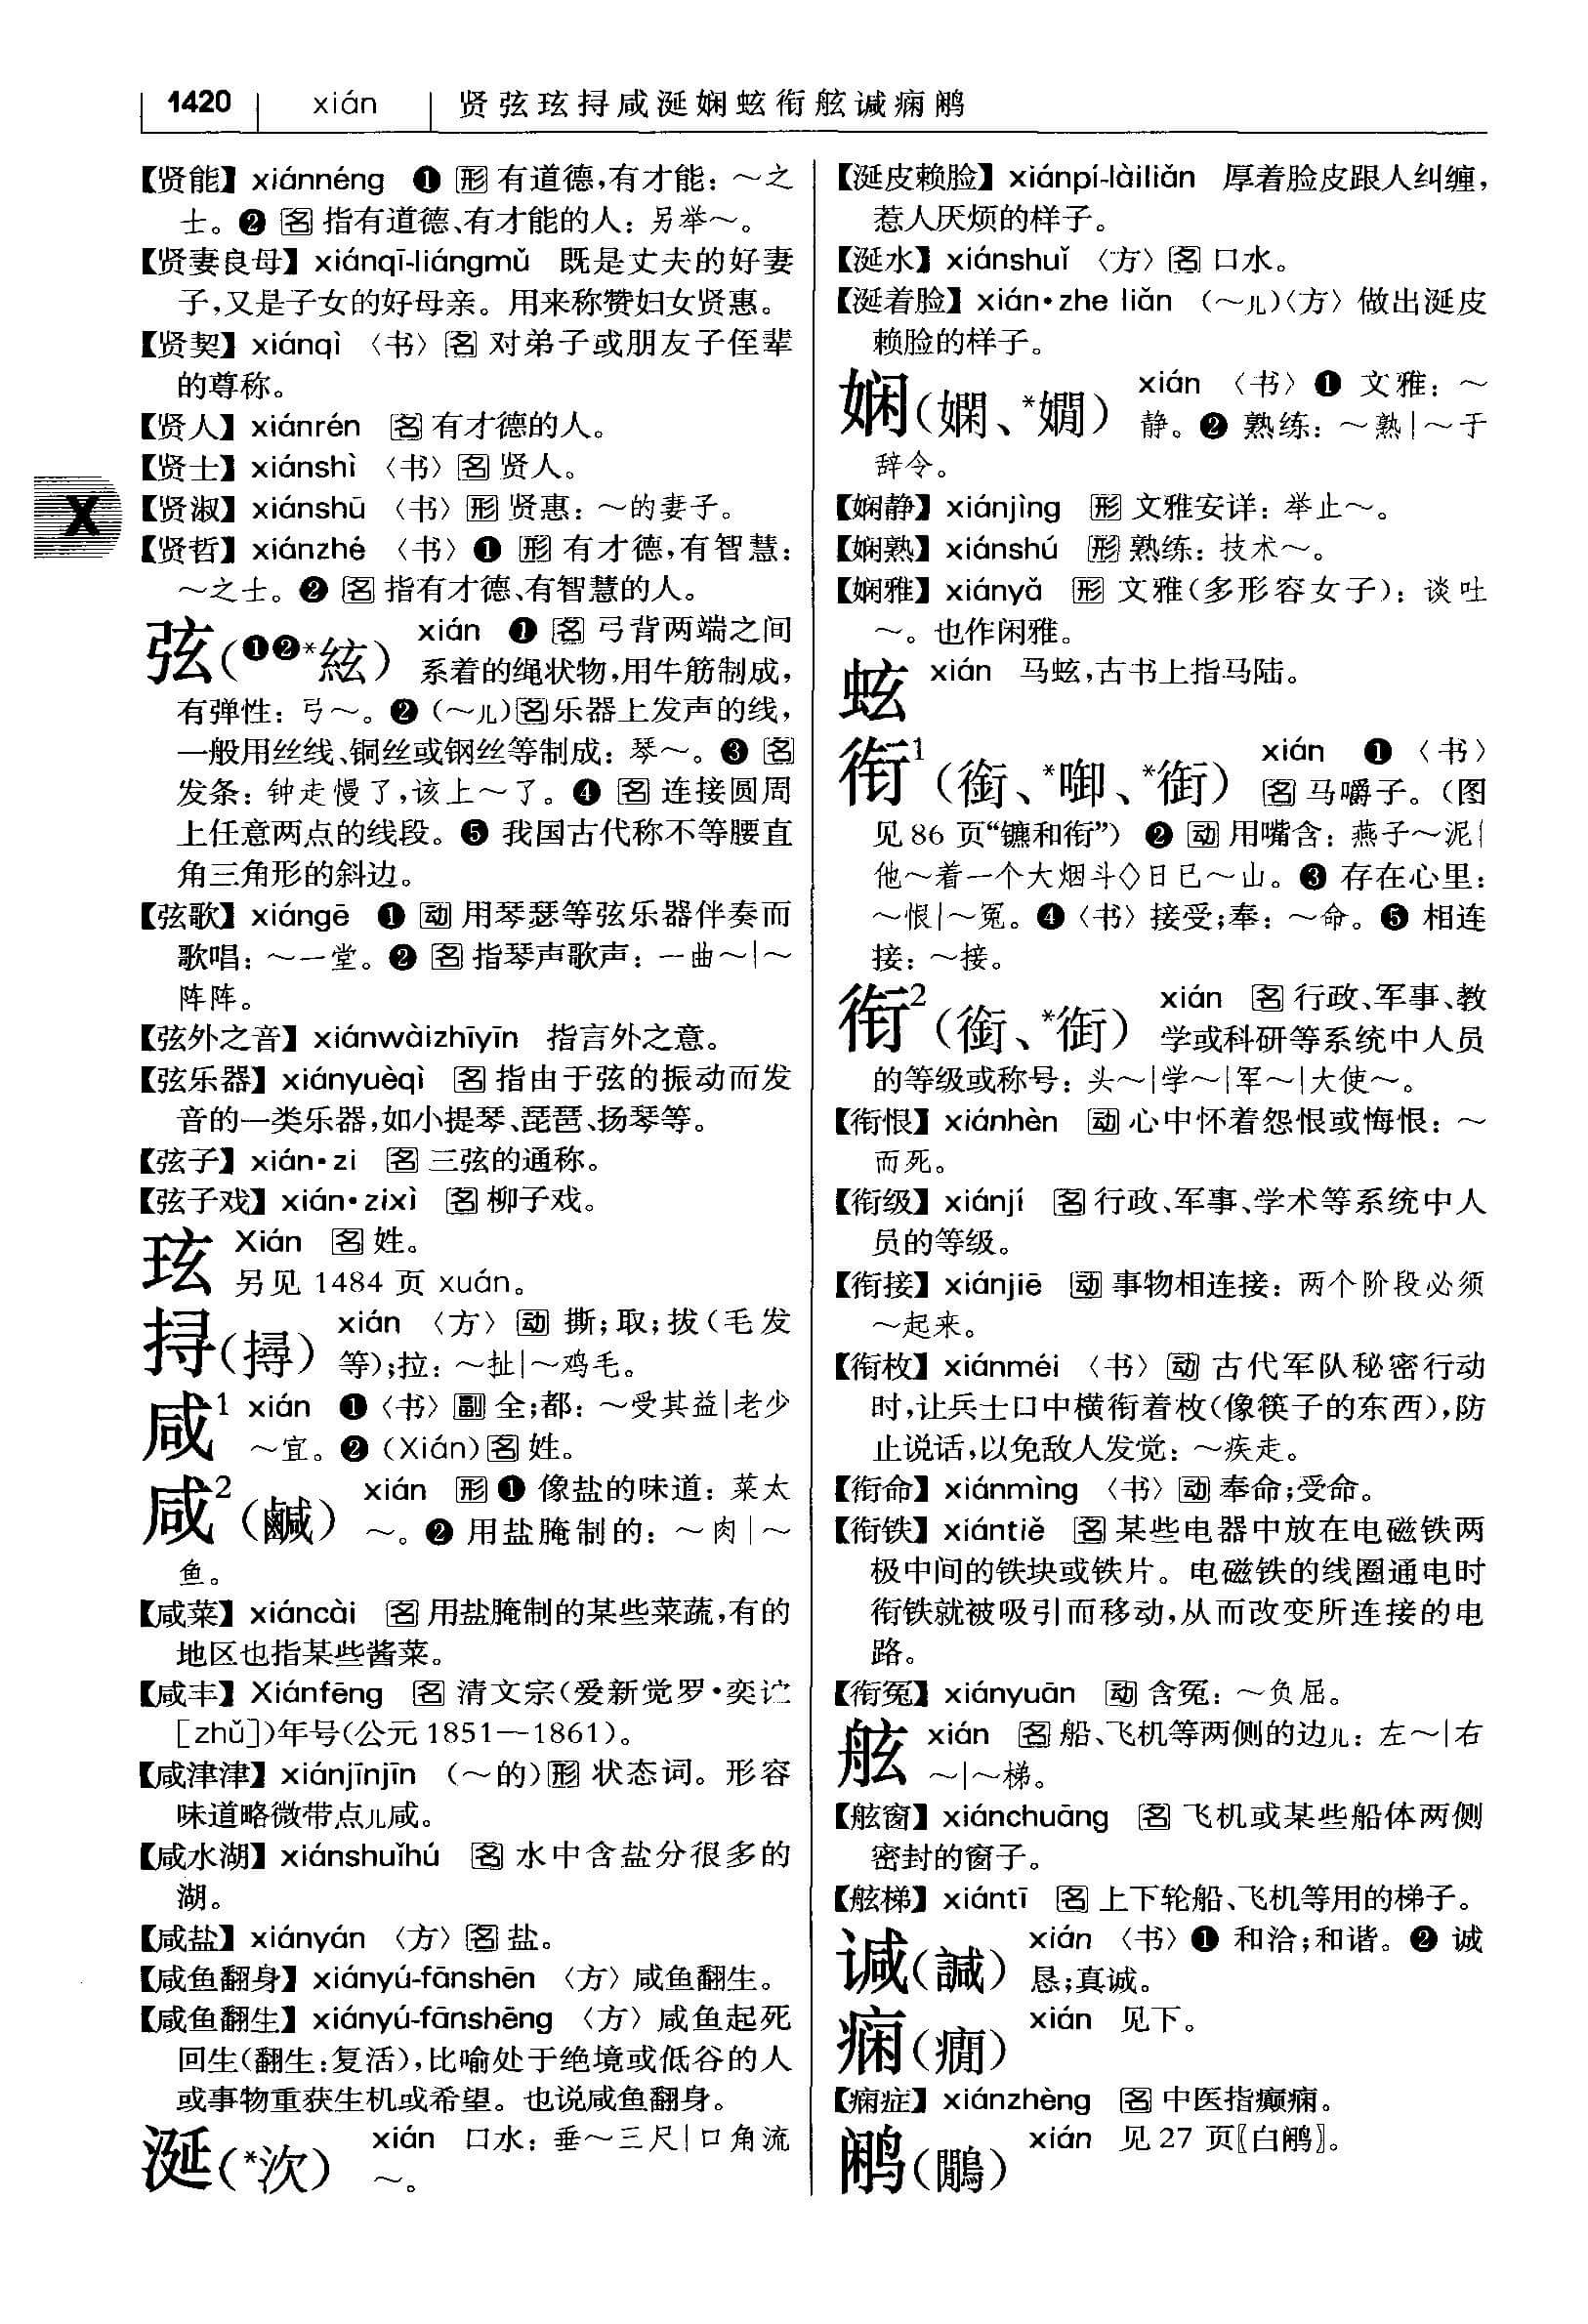 1420 xián 贤弦玹挦咸涎娴蚿衔舷诚痫鹇
【贤能】 xiánnéng ❶ 形 有道德,有才能: ～之
士。❷ 名 指有道德、有才能的人: 另举～。
【贤妻良母】 xiánqī-liángmǔ 既是丈夫的好妻
子,又是子女的好母亲。用来称赞妇女贤惠。
【贤契】 xiánqì 〈书〉 名 对弟子或朋友子侄辈
的尊称。
【贤人】 xiánrén 名 有才德的人。
【贤士】 xiánshì 〈书〉 名 贤人。
X
【贤淑】 xiánshū 〈书〉 形 贤惠: ～的妻子。
【贤哲】 xiánzhé 〈书〉 ❶ 形 有才德,有智慧:
～之士。❷ 名 指有才德、有智慧的人。
弦(❶❷*絃) xián ❶ 名 弓背两端之间
系着的绳状物,用牛筋制成,
有弹性: 弓～。❷ (～儿) 名 乐器上发声的线,
一般用丝线、铜丝或钢丝等制成: 琴～。❸ 名
发条: 钟走慢了,该上～了。❹ 名 连接圆周
上任意两点的线段。❺ 我国古代称不等腰直
角三角形的斜边。
【弦歌】 xiángē ❶ 动 用琴瑟等弦乐器伴奏而
歌唱: ～一堂。❷ 名 指琴声歌声: 一曲～|～
阵阵。
【弦外之音】 xiánwàizhīyīn 指言外之意。
【弦乐器】 xiányuèqì 名 指由于弦的振动而发
音的一类乐器,如小提琴、琵琶、扬琴等。
【弦子】 xián·zi 名 三弦的通称。
【弦子戏】 xián·zixì 名 柳子戏。
玹 Xián 名 姓。
另见 1484 页 xuán。
挦(撏) xián 〈方〉 动 撕;取;拔(毛发
等);拉: ～扯|～鸡毛。
咸¹ xián ❶〈书〉 副 全;都: ～受其益|老少
～宜。❷ (Xián) 名 姓。
咸²(鹹) xián 形 ❶ 像盐的味道: 菜太
～。❷ 用盐腌制的: ～肉|～
鱼。
【咸菜】 xiáncài 名 用盐腌制的某些菜蔬,有的
地区也指某些酱菜。
【咸丰】 Xiánfēng 名 清文宗(爱新觉罗·奕𬣞
[zhǔ])年号(公元 1851—1861)。
【咸津津】 xiánjīnjīn (～的) 形 状态词。形容
味道略微带点儿咸。
【咸水湖】 xiánshuǐhú 名 水中含盐分很多的
湖。
【咸盐】 xiányán 〈方〉 名 盐。
【咸鱼翻身】 xiányú-fānshēn 〈方〉 咸鱼翻生。
【咸鱼翻生】 xiányú-fānshēng 〈方〉 咸鱼起死
回生(翻生:复活),比喻处于绝境或低谷的人
或事物重获生机或希望。也说咸鱼翻身。
涎(*㳄) xián 口水: 垂～三尺|口角流
～。
【涎皮赖脸】 xiánpí-làiliǎn 厚着脸皮跟人纠缠,
惹人厌烦的样子。
【涎水】 xiánshuǐ 〈方〉 名 口水。
【涎着脸】 xián·zhe liǎn (～儿)〈方〉 做出涎皮
赖脸的样子。
娴(嫻、*嫺) xián 〈书〉 ❶ 文雅: ～
静。❷ 熟练: ～熟|～于
辞令。
【娴静】 xiánjìng 形 文雅安详: 举止～。
【娴熟】 xiánshú 形 熟练: 技术～。
【娴雅】 xiányǎ 形 文雅(多形容女子): 谈吐
～。也作闲雅。
蚿 xián 马蚿,古书上指马陆。
衔¹(銜、*啣、*衘) xián ❶ 〈书〉
名 马嚼子。(图
见 86 页“镳和衔”) ❷ 动 用嘴含: 燕子～泥|
他～着一个大烟斗◇日已～山。❸ 存在心里:
～恨|～冤。❹〈书〉接受;奉: ～命。❺ 相连
接: ～接。
衔²(銜、*衘) xián 名 行政、军事、教
学或科研等系统中人员
的等级或称号: 头～|学～|军～|大使～。
【衔恨】 xiánhèn 动 心中怀着怨恨或悔恨: ～
而死。
【衔级】 xiánjí 名 行政、军事、学术等系统中人
员的等级。
【衔接】 xiánjiē 动 事物相连接: 两个阶段必须
～起来。
【衔枚】 xiánméi 〈书〉 动 古代军队秘密行动
时,让兵士口中横衔着枚(像筷子的东西),防
止说话,以免敌人发觉: ～疾走。
【衔命】 xiánmìng 〈书〉 动 奉命;受命。
【衔铁】 xiántiě 名 某些电器中放在电磁铁两
极中间的铁块或铁片。电磁铁的线圈通电时
衔铁就被吸引而移动,从而改变所连接的电
路。
【衔冤】 xiányuān 动 含冤: ～负屈。
舷 xián 名 船、飞机等两侧的边儿: 左～|右
～|～梯。
【舷窗】 xiánchuāng 名 飞机或某些船体两侧
密封的窗子。
【舷梯】 xiántī 名 上下轮船、飞机等用的梯子。
𫍯(諴) xián 〈书〉❶ 和洽;和谐。❷ 诚
恳;真诚。
痫(癇) xián 见下。
【痫症】 xiánzhèng 名 中医指癫痫。
鹇(鷴) xián 见 27 页〖白鹇〗。